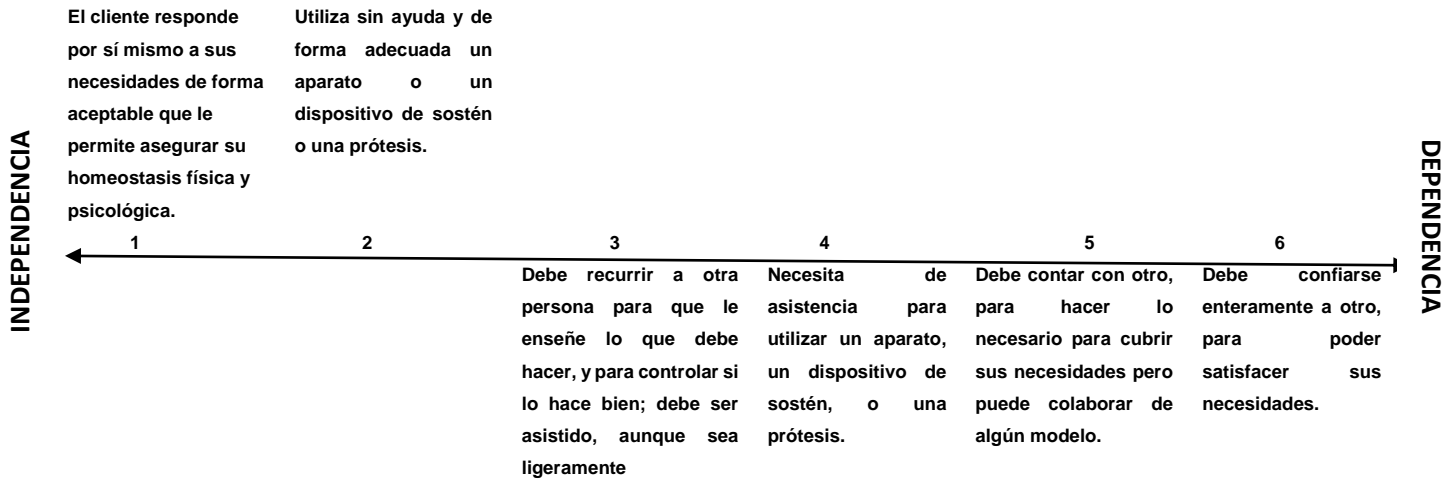 INDEPENDENCIA
El cliente responde
por sí mismo a sus
necesidades de forma
aceptable que le
permite asegurar su
homeostasis física y
psicológica.
Utiliza sin ayuda y de
forma adecuada un
aparato o un
dispositivo de sostén
o una prótesis.
1 2 3 4 5 6
Debe recurrir a otra
persona para que le
enseñe lo que debe
hacer, y para controlar si
lo hace bien; debe ser
asistido, aunque sea
ligeramente
Necesita de
asistencia para
utilizar un aparato,
un dispositivo de
sostén, o una
prótesis.
Debe contar con otro,
para hacer lo
necesario para cubrir
sus necesidades pero
puede colaborar de
algún modelo.
Debe confiarse
enteramente a otro,
para poder
satisfacer sus
necesidades.
DEPENDENCIA